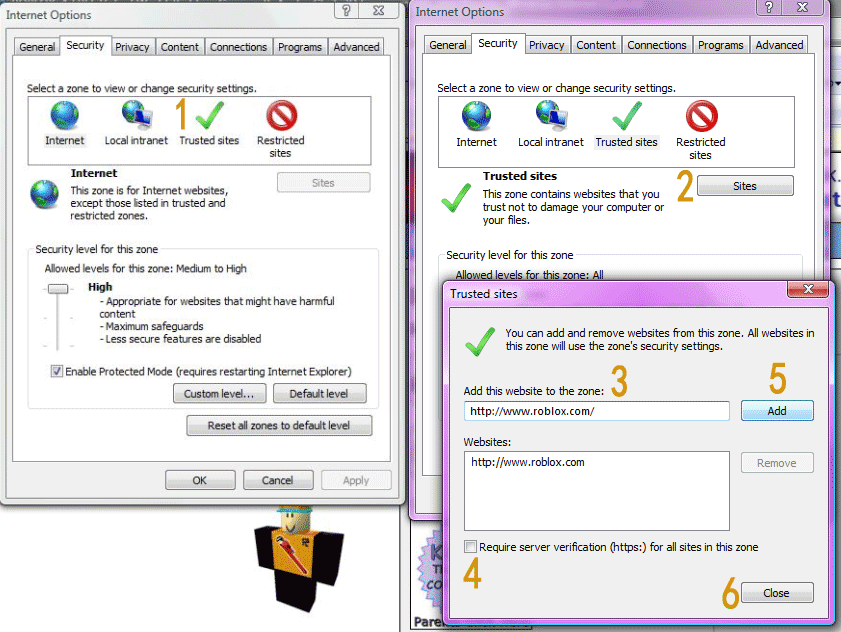 Internet Options
General Security Privacy Content Connections Programs Advanced
Select a zone to view or change security settings.
1
Internet Local intranet Trusted sites Restricted
sites
Internet
Sites
This zone is for Internet websites,
except those listed in trusted and
restricted zones.
Security level for this zone
Allowed levels for this zone: Medium to High
High
- Appropriate for websites that might have harmful
content
- Maximum safeguards
- Less secure features are disabled
Enable Protected Mode (requires restarting Internet Explorer)
Custom level... Default level
Reset all zones to default level
OK Cancel Apply
Internet Options
General Security Privacy Content Connections Programs Advanced
Select a zone to view or change security settings.
Internet Local intranet Trusted sites Restricted
sites
Trusted sites
2 Sites
This zone contains websites that you
trust not to damage your computer or
your files.
Security level for this zone
Allowed levels for this zone: All
Trusted sites
You can add and remove websites from this zone. All websites in
this zone will use the zone's security settings.
3
5
Add this website to the zone:
http://www.roblox.com/ Add
Websites:
http://www.roblox.com Remove
Require server verification (https:) for all sites in this zone
4
6 Close